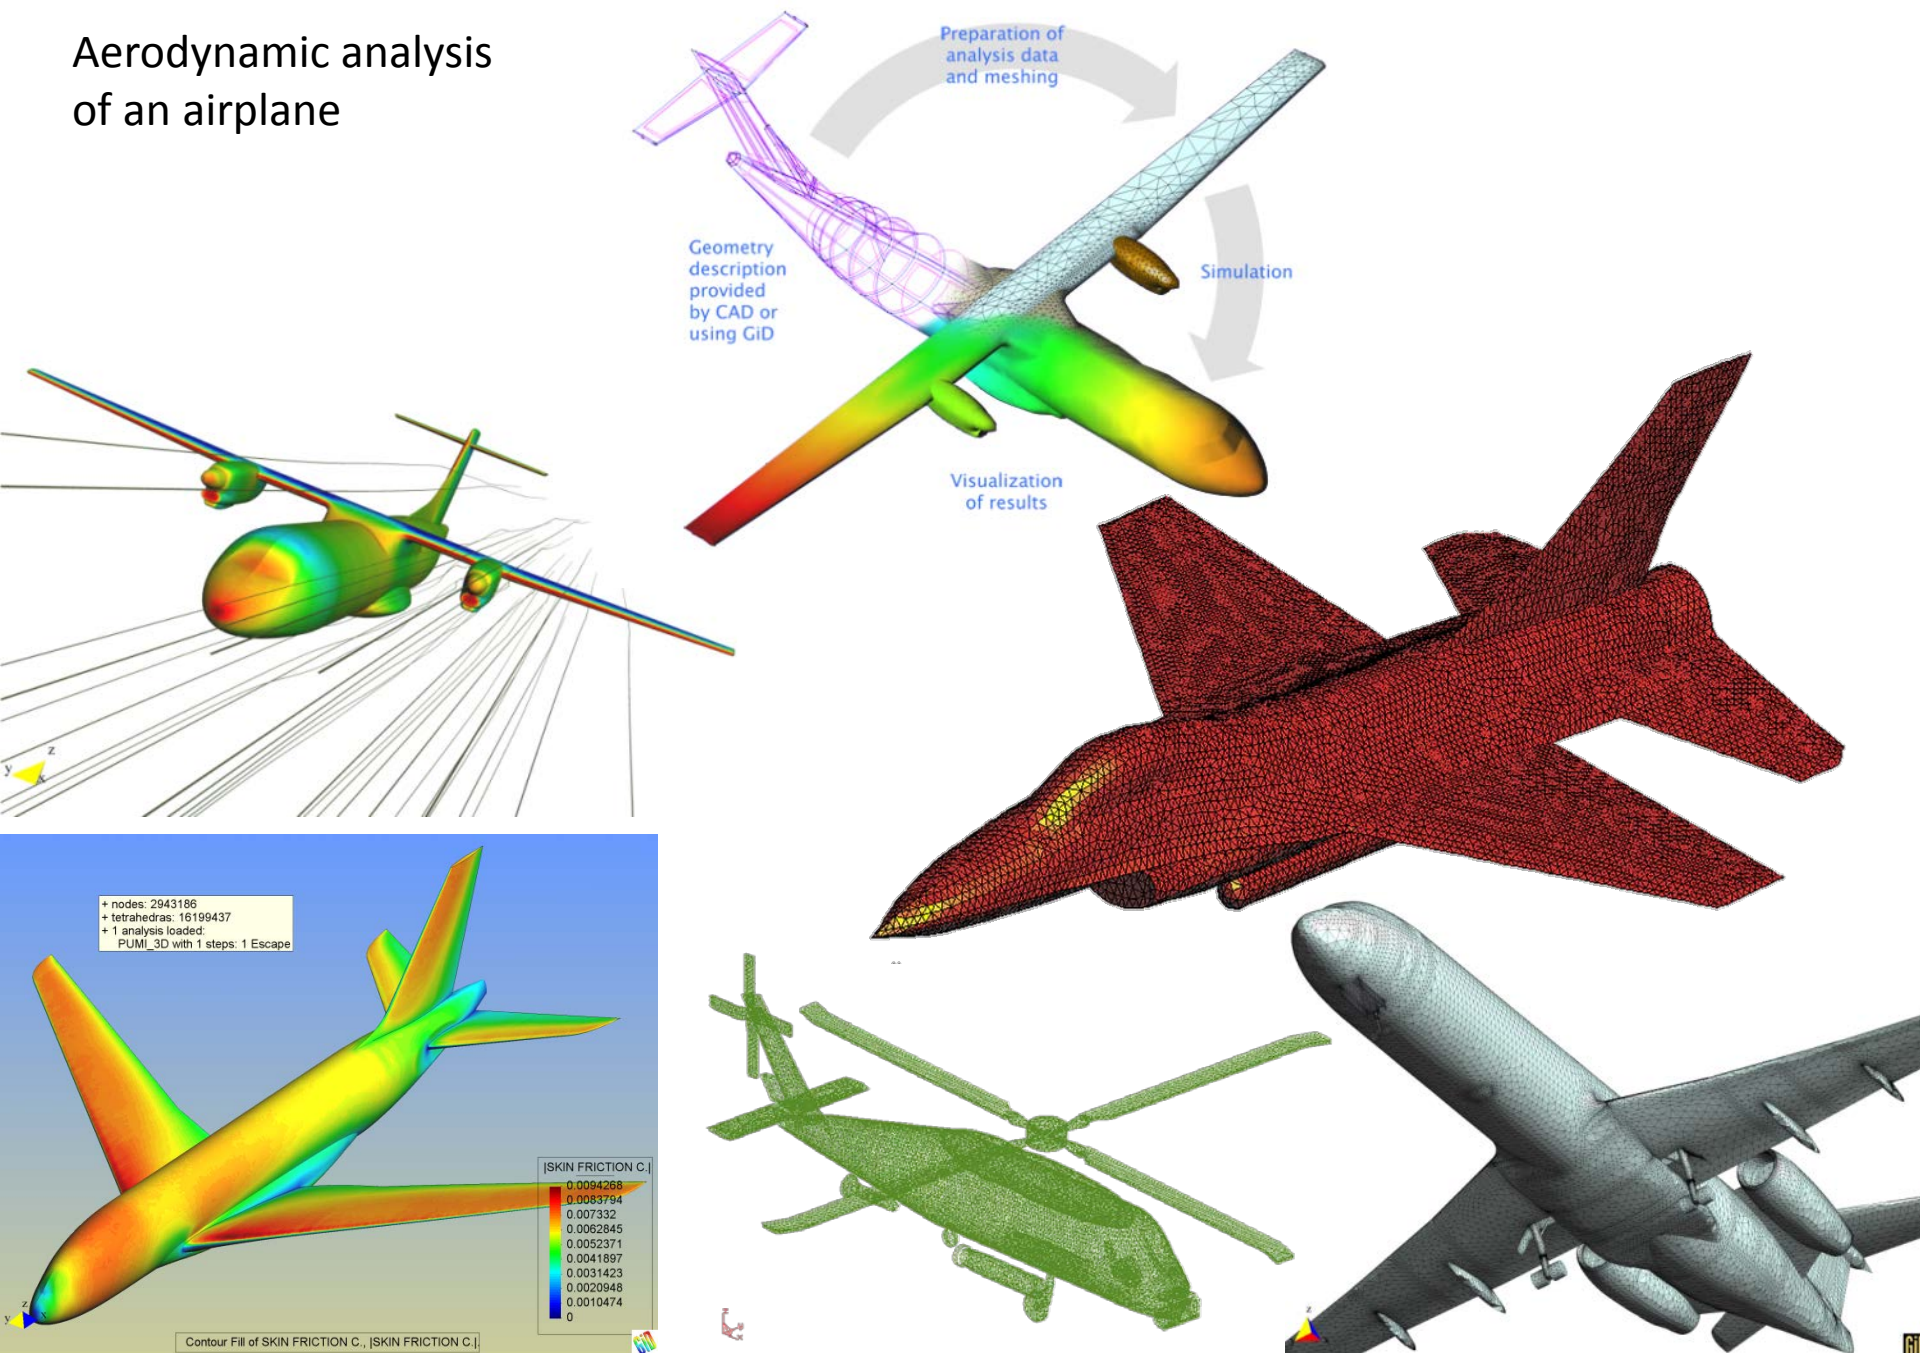 Aerodynamic analysis
of an airplane
Preparation of
analysis data
and meshing
Geometry
description
provided
by CAD or
using GiD
Simulation
Visualization
of results
z
y
x
+ nodes: 2943186
+ tetrahedras: 16199437
+ 1 analysis loaded:
PUMI_3D with 1 steps: 1 Escape
|SKIN FRICTION C.|
0.0094268
0.0083794
0.007332
0.0062845
0.0052371
0.0041897
0.0031423
0.0020948
0.0010474
0
z
y
x
Contour Fill of SKIN FRICTION C., |SKIN FRICTION C.|.
GiD
z